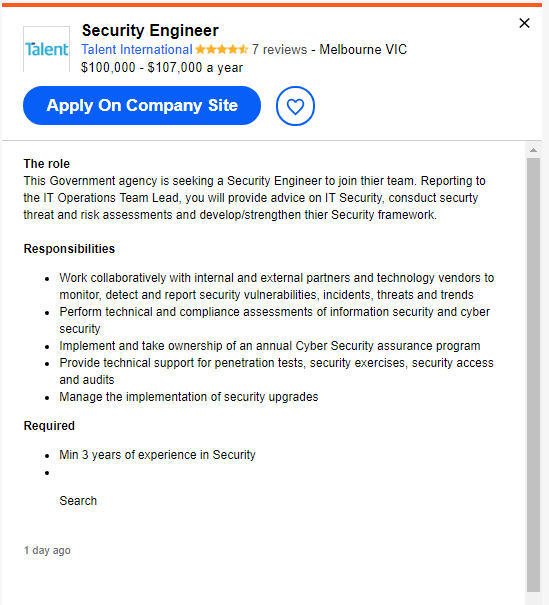 Security Engineer
Talent
Talent International 7 reviews - Melbourne VIC
$100,000 - $107,000 a year
Apply On Company Site
The role
This Government agency is seeking a Security Engineer to join thier team. Reporting to
the IT Operations Team Lead, you will provide advice on IT Security, consduct securty
threat and risk assessments and develop/strengthen thier Security framework.
Responsibilities
Work collaboratively with internal and external partners and technology vendors to
monitor, detect and report security vulnerabilities, incidents, threats and trends
Perform technical and compliance assessments of information security and cyber
security
Implement and take ownership of an annual Cyber Security assurance program
Provide technical support for penetration tests, security exercises, security access
and audits
Manage the implementation of security upgrades
Required
Min 3 years of experience in Security
Search
1 day ago